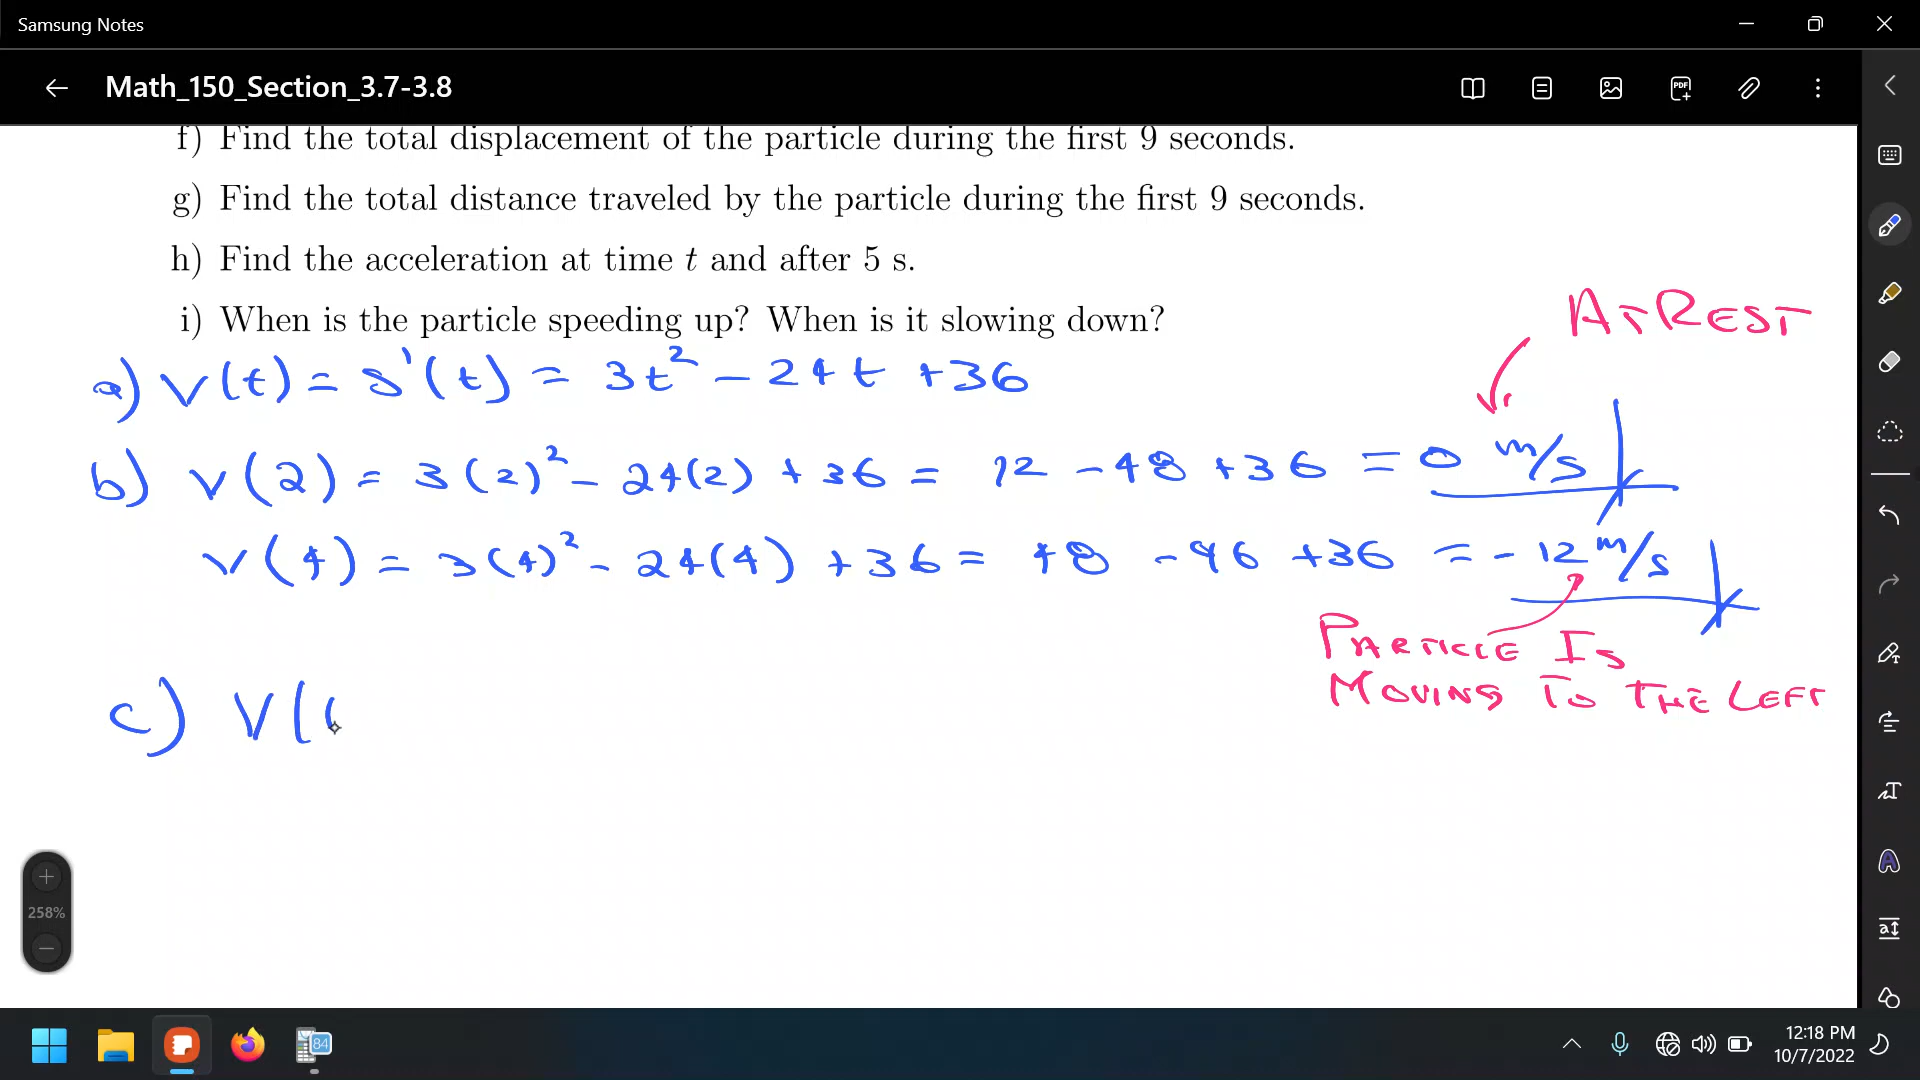 Samsung Notes
Math_150_Section_3.7-3.8
PDF
f) Find the total displacement of the particle during the first 9 seconds.
g) Find the total distance traveled by the particle during the first 9 seconds.
h) Find the acceleration at time t and after 5 s.
i) When is the particle speeding up? When is it slowing down?
AT REST
a) V(t) = s'(t) = 3t² - 24t + 36
b) V(2) = 3(2)² - 24(2) + 36 = 12 - 48 + 36 = 0 m/s
V(4) = 3(4)² - 24(4) + 36 = 48 - 96 + 36 = -12 m/s
PARTICLE IS
MOVING TO THE LEFT
c) V(
258%
84
12:18 PM
10/7/2022